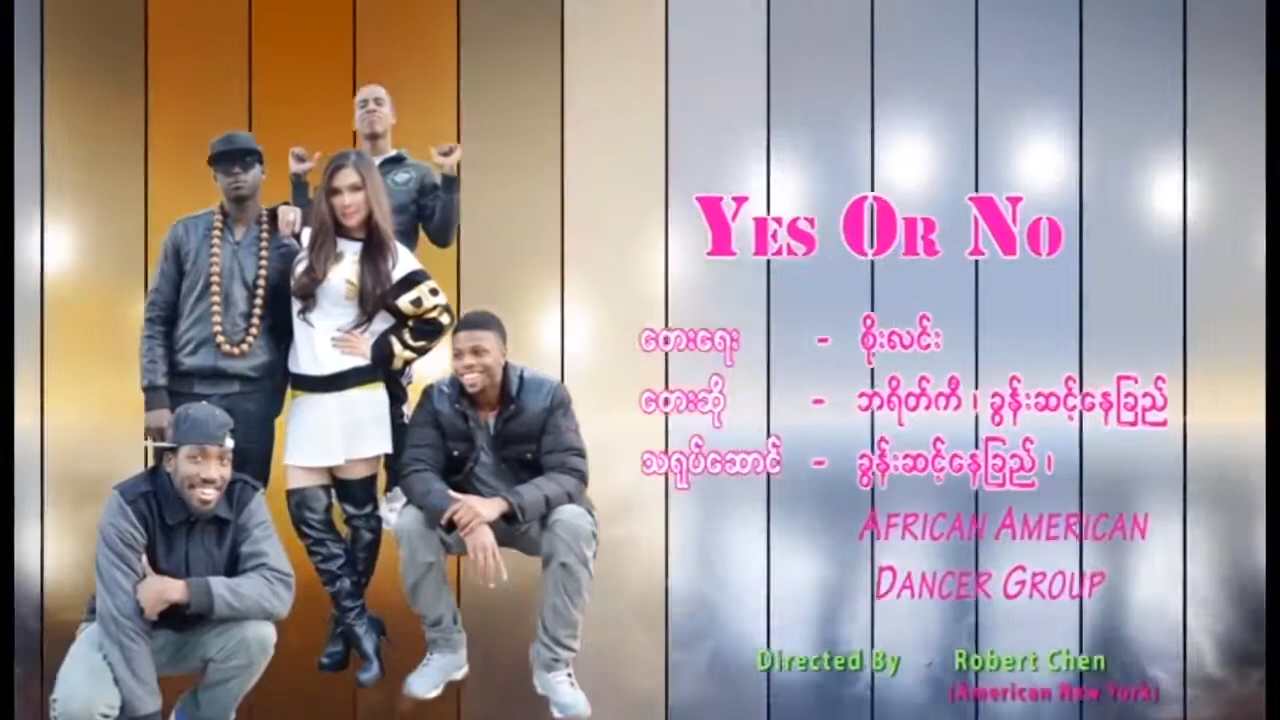 Yes Or No
တေးရေး - စိုးလင်း
တေးဆို - ဘရိတ်ကီ ၊ ခွန်းဆင့်နေခြည်
သရုပ်ဆောင် - ခွန်းဆင့်နေခြည် ၊
African American
Dancer Group
Directed By - Robert Chen
(American New York)